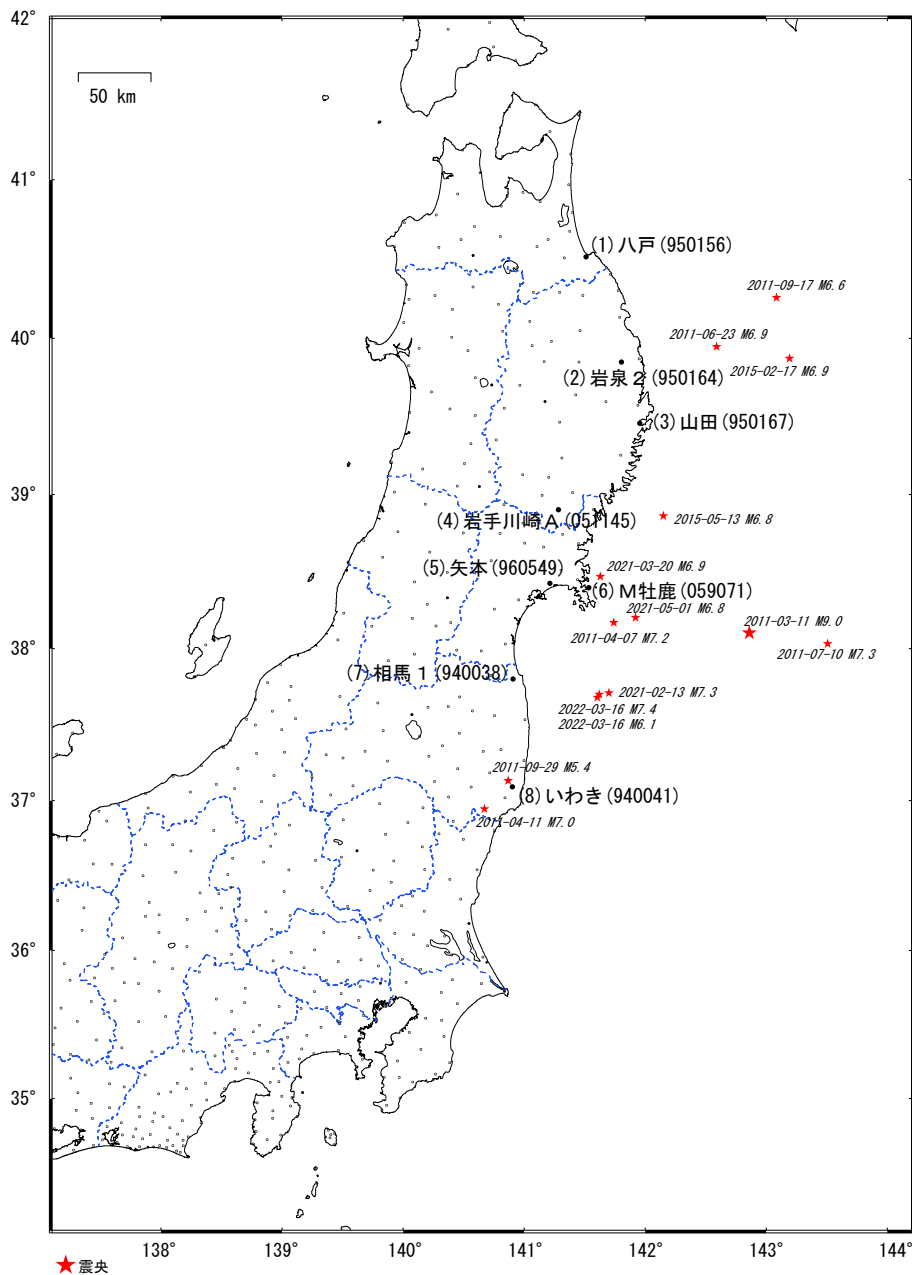 42°
50 km
41°
(1)八戸(950156)
2011-09-17 M6.6
40°
2011-06-23 M6.9
2015-02-17 M6.9
(2)岩泉2(950164)
(3)山田(950167)
39°
(4)岩手川崎A(051145)
2015-05-13 M6.8
(5)矢本(960549)
2021-03-20 M6.9
(6)M牡鹿(059071)
2021-05-01 M6.8
2011-03-11 M9.0
38°
2011-04-07 M7.2
2011-07-10 M7.3
(7)相馬1(940038)
2021-02-13 M7.3
2022-03-16 M7.4
2022-03-16 M6.1
2011-09-29 M5.4
37°
(8)いわき(940041)
2011-04-11 M7.0
36°
35°
138°
139°
140°
141°
142°
143°
144°
★震央